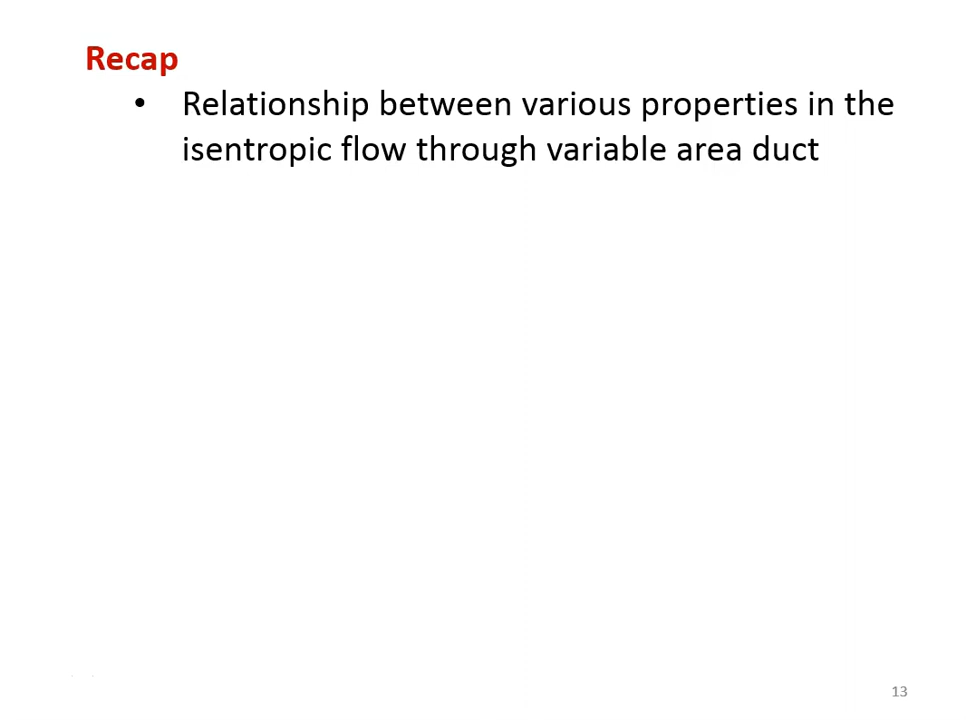 Recap
• Relationship between various properties in the
isentropic flow through variable area duct
13